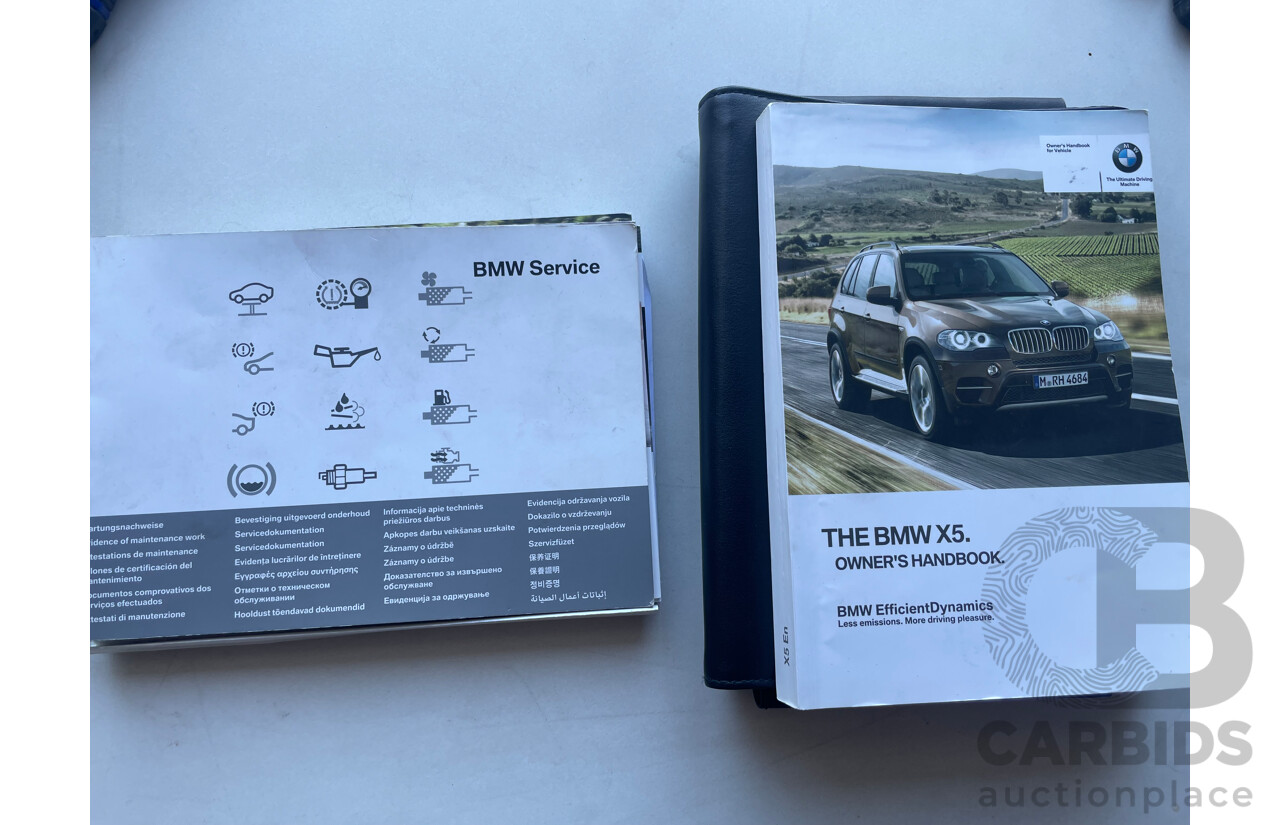 BMW Service
artungsnachweise
idence of maintenance work
testations de maintenance
lones de certificación del
antenimiento
ocumentos comprovativos dos
rviços efectuados
testati di manutenzione
Bevestiging uitgevoerd onderhoud
Servicedokumentation
Servicedokumentation
Evidenţa lucrărilor de întreţinere
Εγγραφές αρχείου συντήρησης
Отметки о техническом
обслуживании
Hooldust tõendavad dokumendid
Informacija apie techninės
priežiūros darbus
Apkopes darbu veikšanas uzskaite
Záznamy o údržbě
Záznamy o údržbe
Доказателство за извършено
обслужване
Евиденција за одржување
Evidencija održavanja vozila
Dokazilo o vzdrževanju
Potwierdzenia przeglądów
Szervizfüzet
保养证明
保養證明
정비증명
إثباتات أعمال الصيانة
Owner's Handbook
for Vehicle
BMW
The Ultimate Driving
Machine
M RH 4684
THE BMW X5.
OWNER'S HANDBOOK.
BMW EfficientDynamics
Less emissions. More driving pleasure.
X5 En
CB
CARBIDS
auctionplace